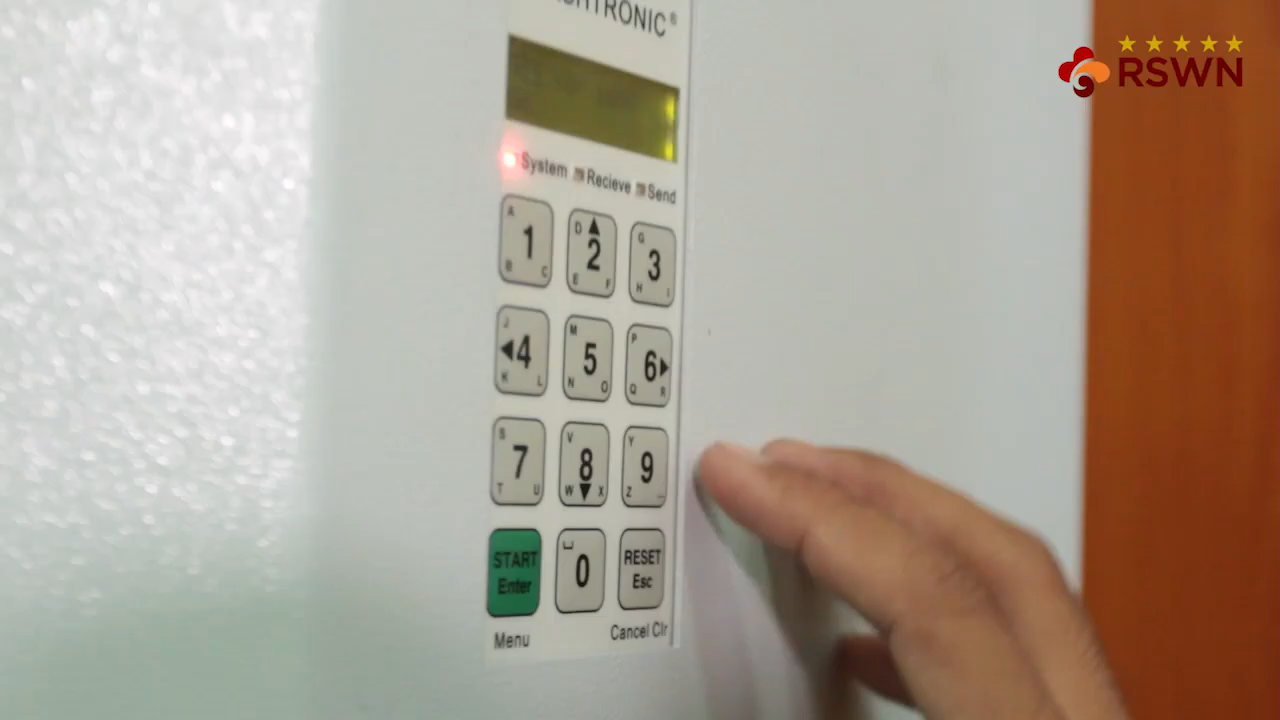 RSWN
System Recieve Send
A 1 B C
D 2 E F
G 3 H I
J 4 K L
M 5 N O
P 6 Q R
S 7 T U
V 8 W X
Y 9 Z _
START Enter
0
RESET Esc
Menu
Cancel Clr